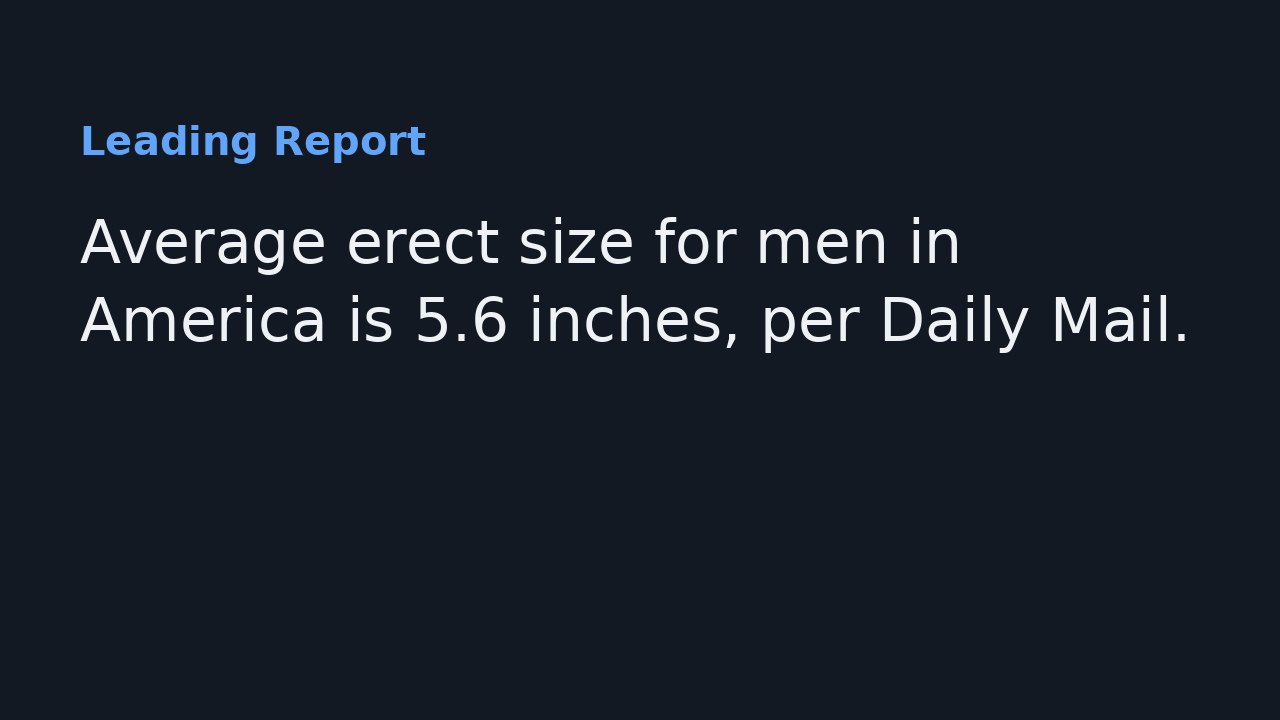 Leading Report
Average erect size for men in
America is 5.6 inches, per Daily Mail.